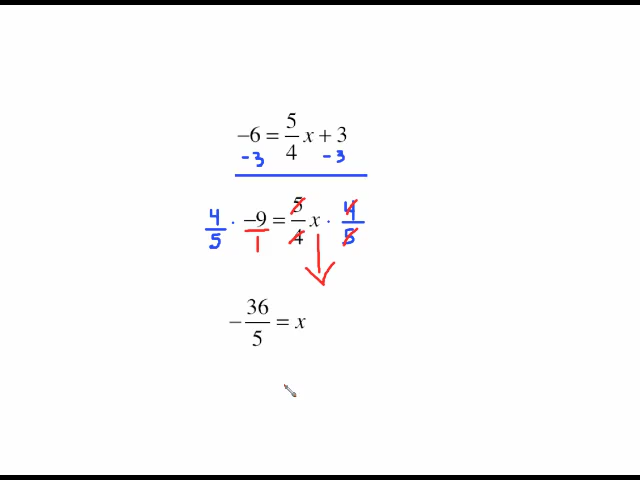 −6 = 5/4 x + 3
-3 -3
4/5 · −9/1 = 5/4 x · 4/5
−36/5 = x